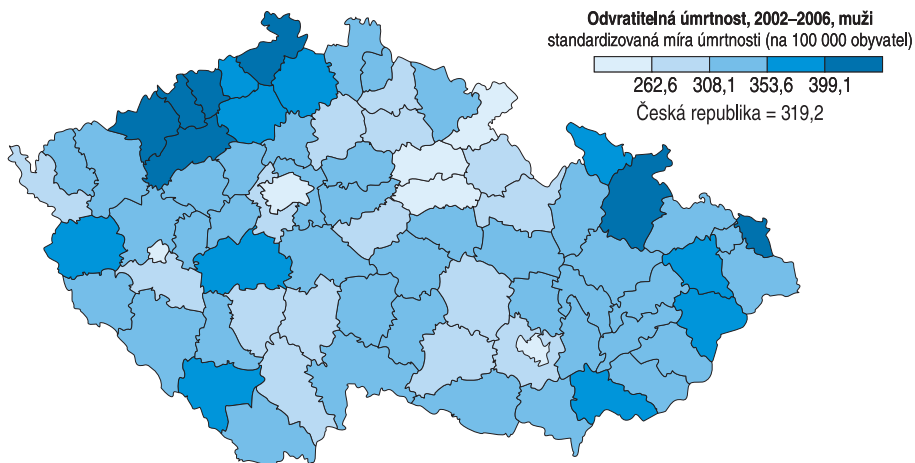 Odvratitelná úmrtnost, 2002–2006, muži
standardizovaná míra úmrtnosti (na 100 000 obyvatel)
262,6 308,1 353,6 399,1
Česká republika = 319,2